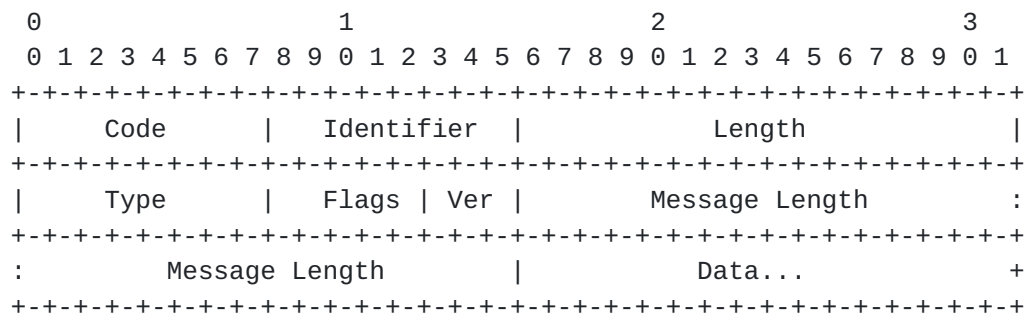 0                   1                   2                   3
 0 1 2 3 4 5 6 7 8 9 0 1 2 3 4 5 6 7 8 9 0 1 2 3 4 5 6 7 8 9 0 1
+-+-+-+-+-+-+-+-+-+-+-+-+-+-+-+-+-+-+-+-+-+-+-+-+-+-+-+-+-+-+-+-+
|     Code      |   Identifier  |            Length             |
+-+-+-+-+-+-+-+-+-+-+-+-+-+-+-+-+-+-+-+-+-+-+-+-+-+-+-+-+-+-+-+-+
|     Type      |   Flags | Ver |        Message Length         :
+-+-+-+-+-+-+-+-+-+-+-+-+-+-+-+-+-+-+-+-+-+-+-+-+-+-+-+-+-+-+-+-+
:         Message Length        |           Data...             +
+-+-+-+-+-+-+-+-+-+-+-+-+-+-+-+-+-+-+-+-+-+-+-+-+-+-+-+-+-+-+-+-+